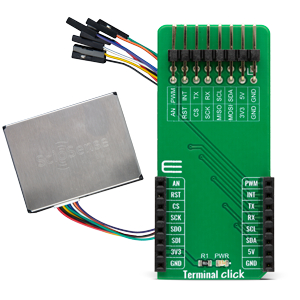 AN PWM
RST INT
CS TX
SCK RX
MISO SCL
MOSI SDA
3V3 5V
GND GND
AN PWM
RST INT
CS TX
SCK RX
SDO SCL
SDI SDA
3V3 5V
GND GND
R1 PWR
Terminal click